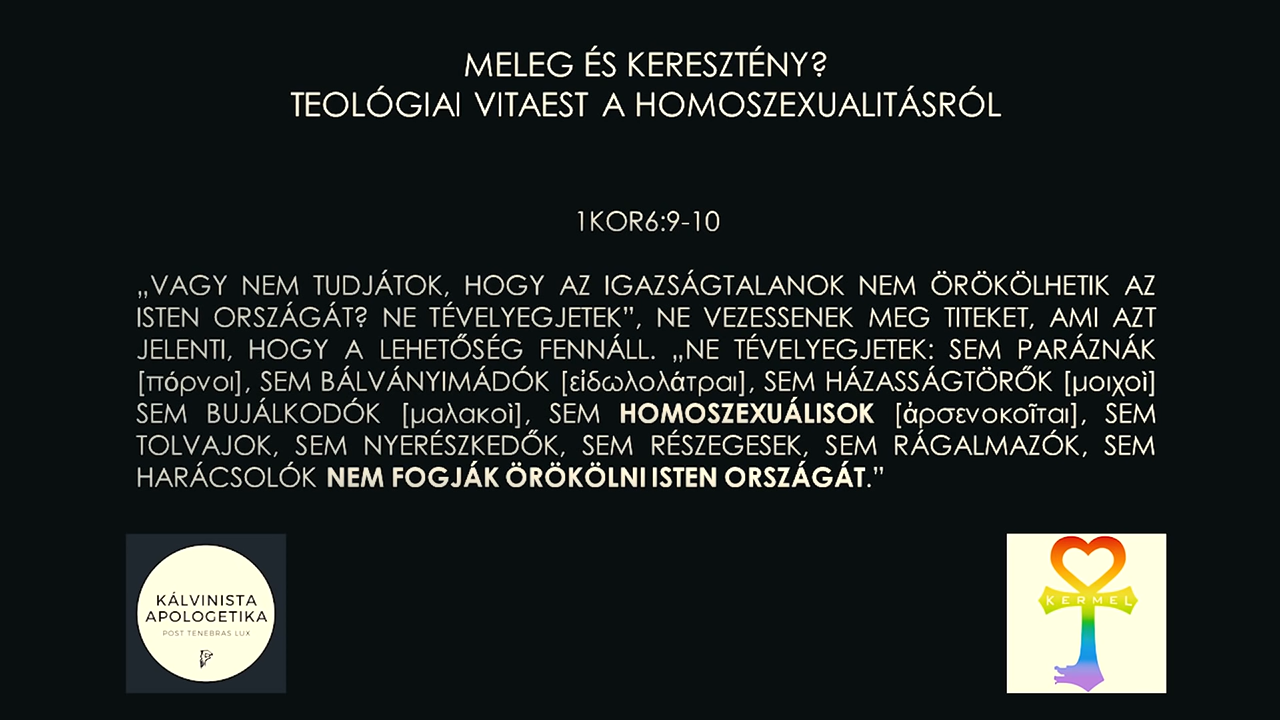 MELEG ÉS KERESZTÉNY?
TEOLÓGIAI VITAEST A HOMOSZEXUALITÁSRÓL
1KOR6:9-10
„VAGY NEM TUDJÁTOK, HOGY AZ IGAZSÁGTALANOK NEM ÖRÖKÖLHETIK AZ
ISTEN ORSZÁGÁT? NE TÉVELYEGJETEK”, NE VEZESSENEK MEG TITEKET, AMI AZT
JELENTI, HOGY A LEHETŐSÉG FENNÁLL. „NE TÉVELYEGJETEK: SEM PARÁZNÁK
[πόρνοι], SEM BÁLVÁNYIMÁDÓK [εἰδωλολάτραι], SEM HÁZASSÁGTÖRŐK [μοιχοὶ]
SEM BUJÁLKODÓK [μαλακοὶ], SEM HOMOSZEXUÁLISOK [ἀρσενοκοῖται], SEM
TOLVAJOK, SEM NYERÉSZKEDŐK, SEM RÉSZEGESEK, SEM RÁGALMAZÓK, SEM
HARÁCSOLÓK NEM FOGJÁK ÖRÖKÖLNI ISTEN ORSZÁGÁT.”
KÁLVINISTA
APOLOGETIKA
POST TENEBRAS LUX
KERMEL